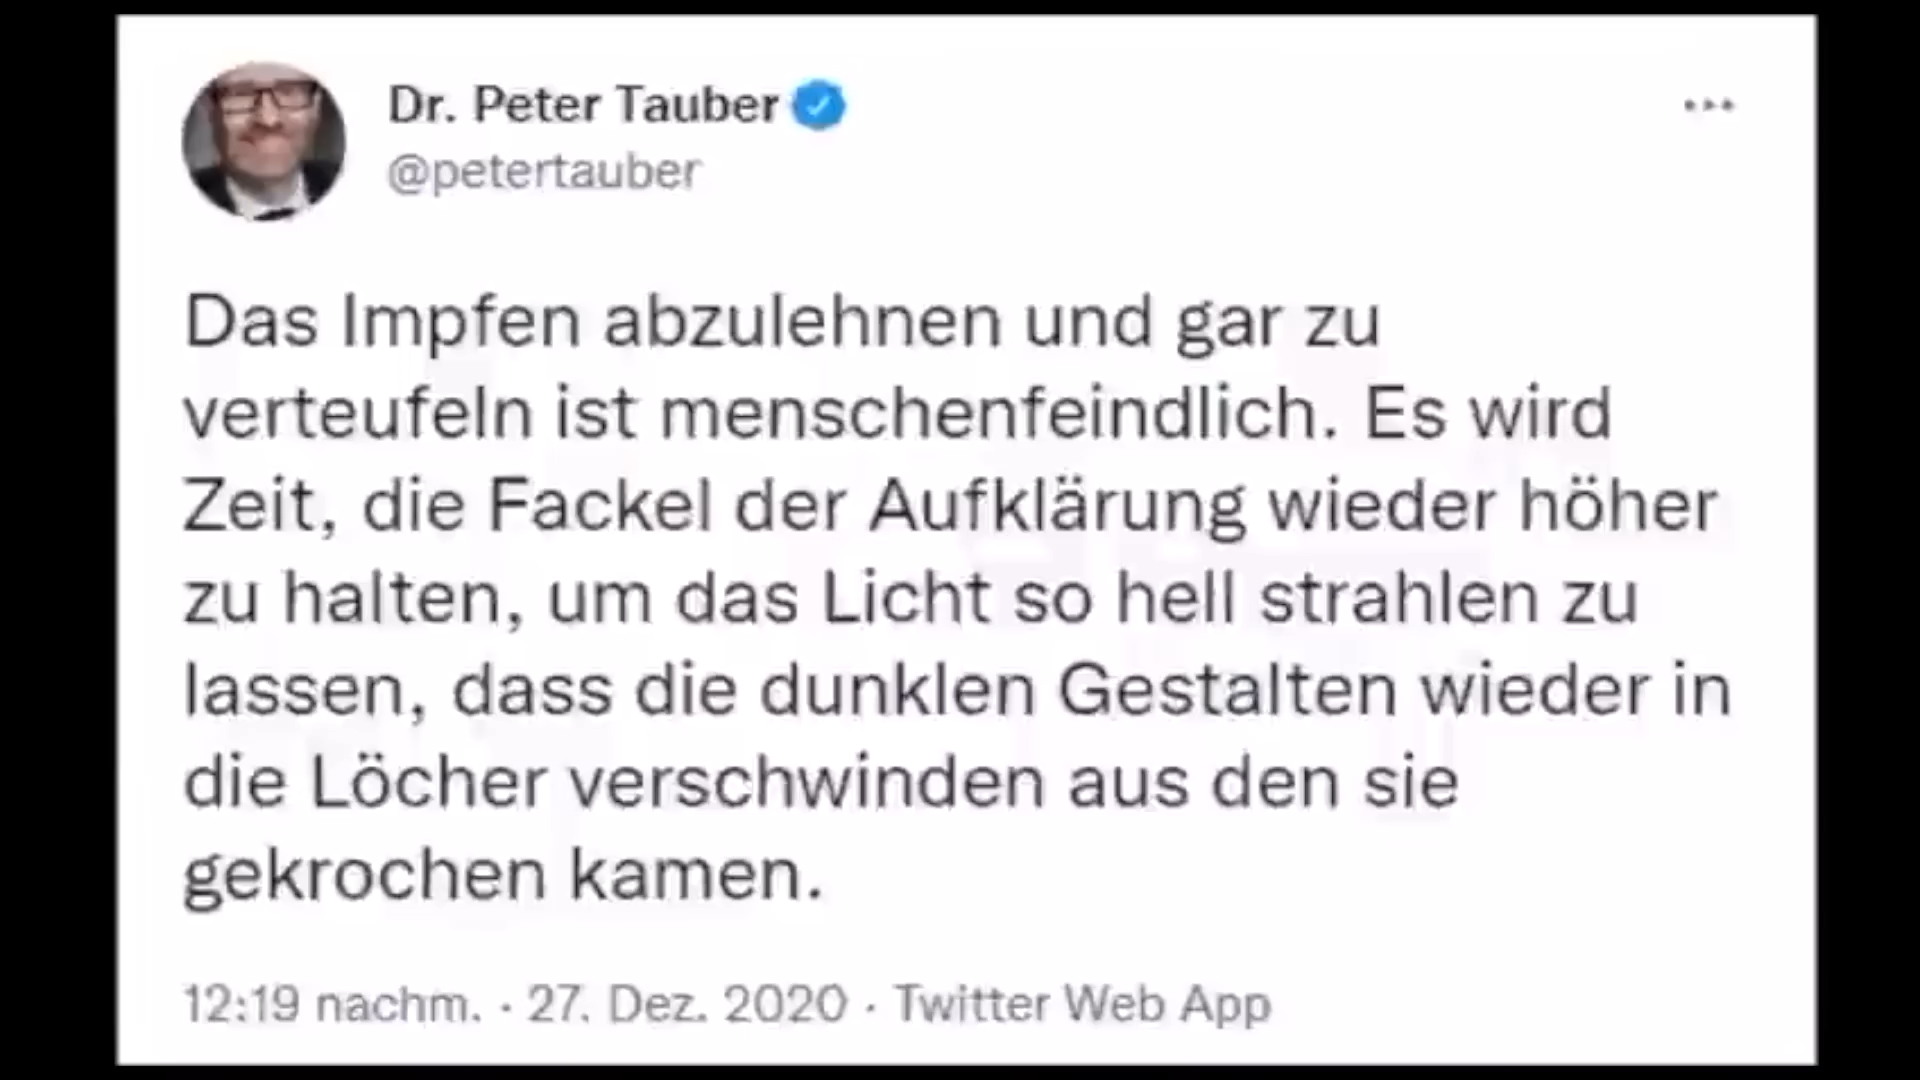 Dr. Peter Tauber
@petertauber
Das Impfen abzulehnen und gar zu
verteufeln ist menschenfeindlich. Es wird
Zeit, die Fackel der Aufklärung wieder höher
zu halten, um das Licht so hell strahlen zu
lassen, dass die dunklen Gestalten wieder in
die Löcher verschwinden aus den sie
gekrochen kamen.
12:19 nachm. · 27. Dez. 2020 · Twitter Web App